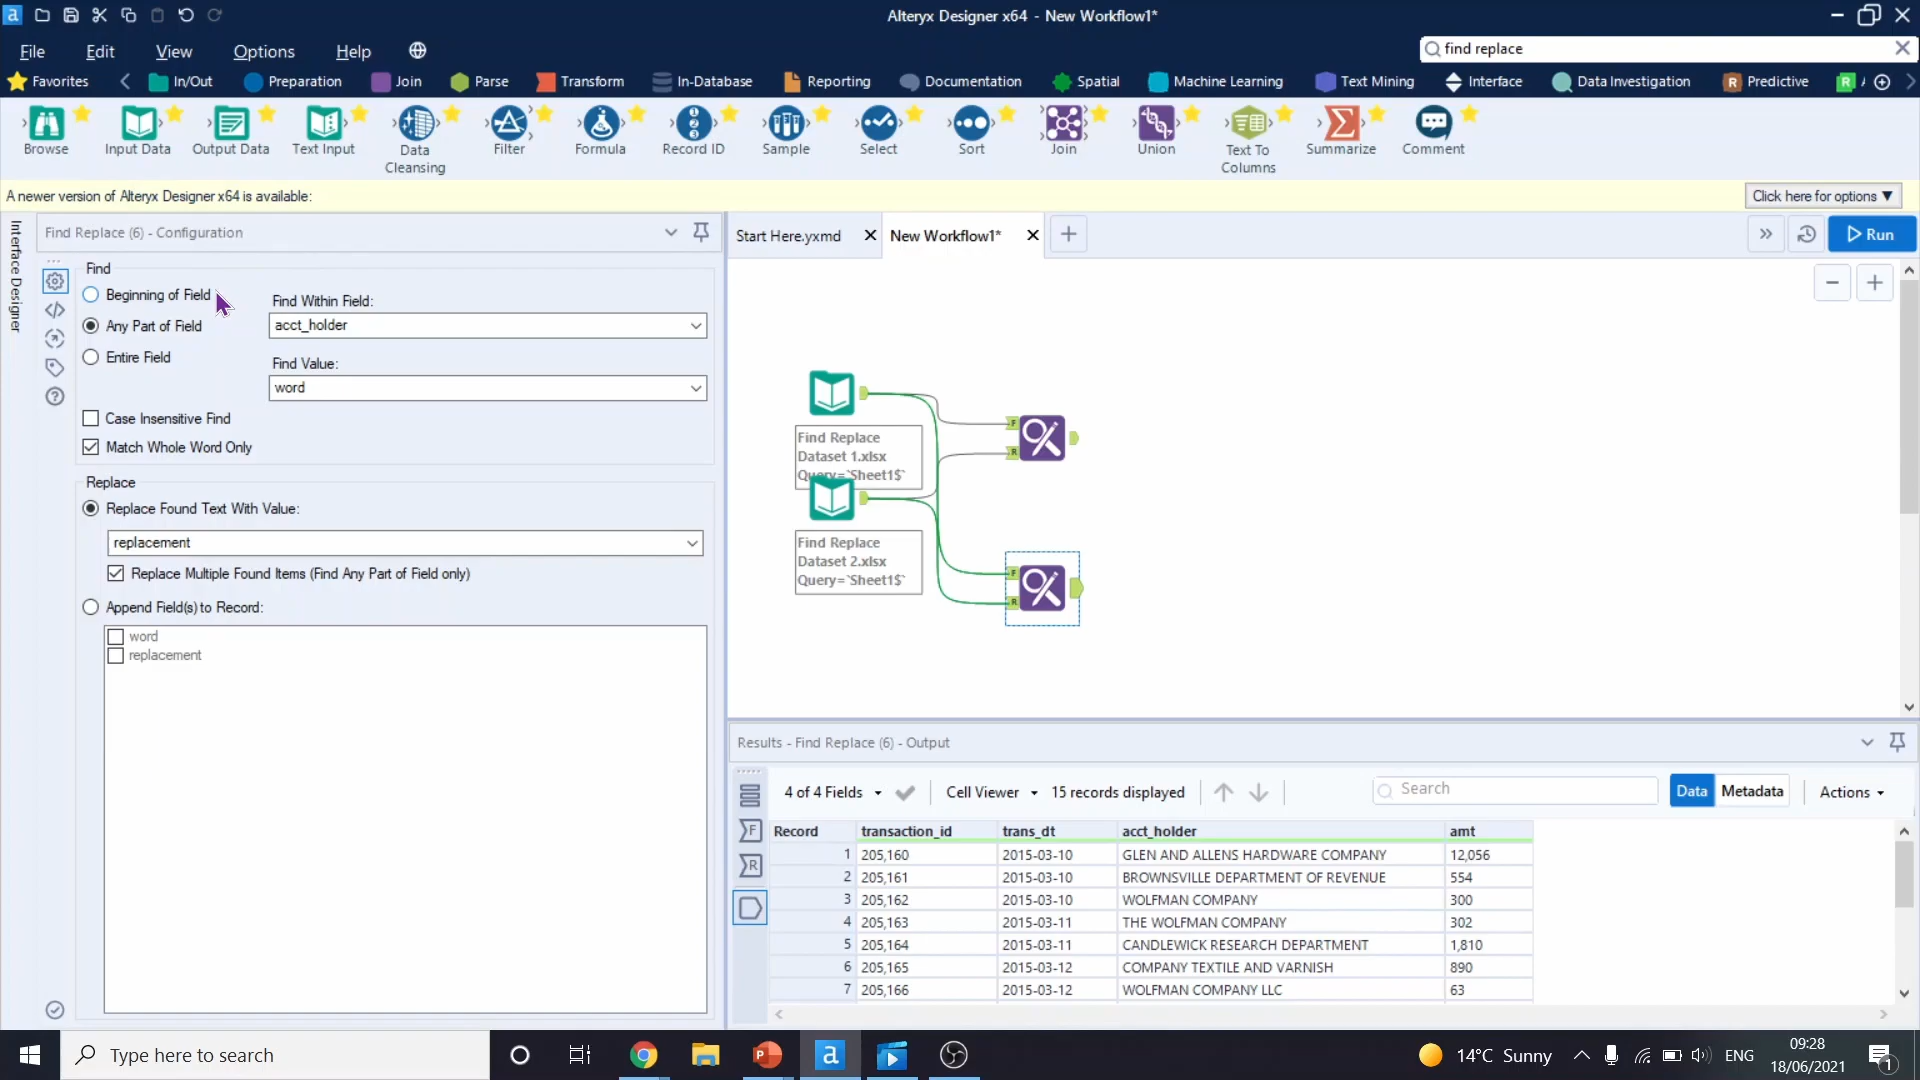 Alteryx Designer x64 - New Workflow1*
File Edit View Options Help
find replace
Favorites In/Out Preparation Join Parse Transform In-Database Reporting Documentation Spatial Machine Learning Text Mining Interface Data Investigation Predictive
Browse Input Data Output Data Text Input Data Cleansing Filter Formula Record ID Sample Select Sort Join Union Text To Columns Summarize Comment
A newer version of Alteryx Designer x64 is available:
Click here for options
Interface Designer
Find Replace (6) - Configuration
Find
Beginning of Field
Any Part of Field
Entire Field
Find Within Field:
acct_holder
Find Value:
word
Case Insensitive Find
Match Whole Word Only
Replace
Replace Found Text With Value:
replacement
Replace Multiple Found Items (Find Any Part of Field only)
Append Field(s) to Record:
word
replacement
Start Here.yxmd
New Workflow1*
Run
F
R
Find Replace
Dataset 1.xlsx
Query=`Sheet1$`
Find Replace
Dataset 2.xlsx
Query=`Sheet1$`
F
R
Results - Find Replace (6) - Output
4 of 4 Fields Cell Viewer 15 records displayed Search Data Metadata Actions
Record transaction_id trans_dt acct_holder amt
1 205,160 2015-03-10 GLEN AND ALLENS HARDWARE COMPANY 12,056
2 205,161 2015-03-10 BROWNSVILLE DEPARTMENT OF REVENUE 554
3 205,162 2015-03-10 WOLFMAN COMPANY 300
4 205,163 2015-03-11 THE WOLFMAN COMPANY 302
5 205,164 2015-03-11 CANDLEWICK RESEARCH DEPARTMENT 1,810
6 205,165 2015-03-12 COMPANY TEXTILE AND VARNISH 890
7 205,166 2015-03-12 WOLFMAN COMPANY LLC 63
Type here to search
14°C Sunny
ENG
09:28
18/06/2021
1